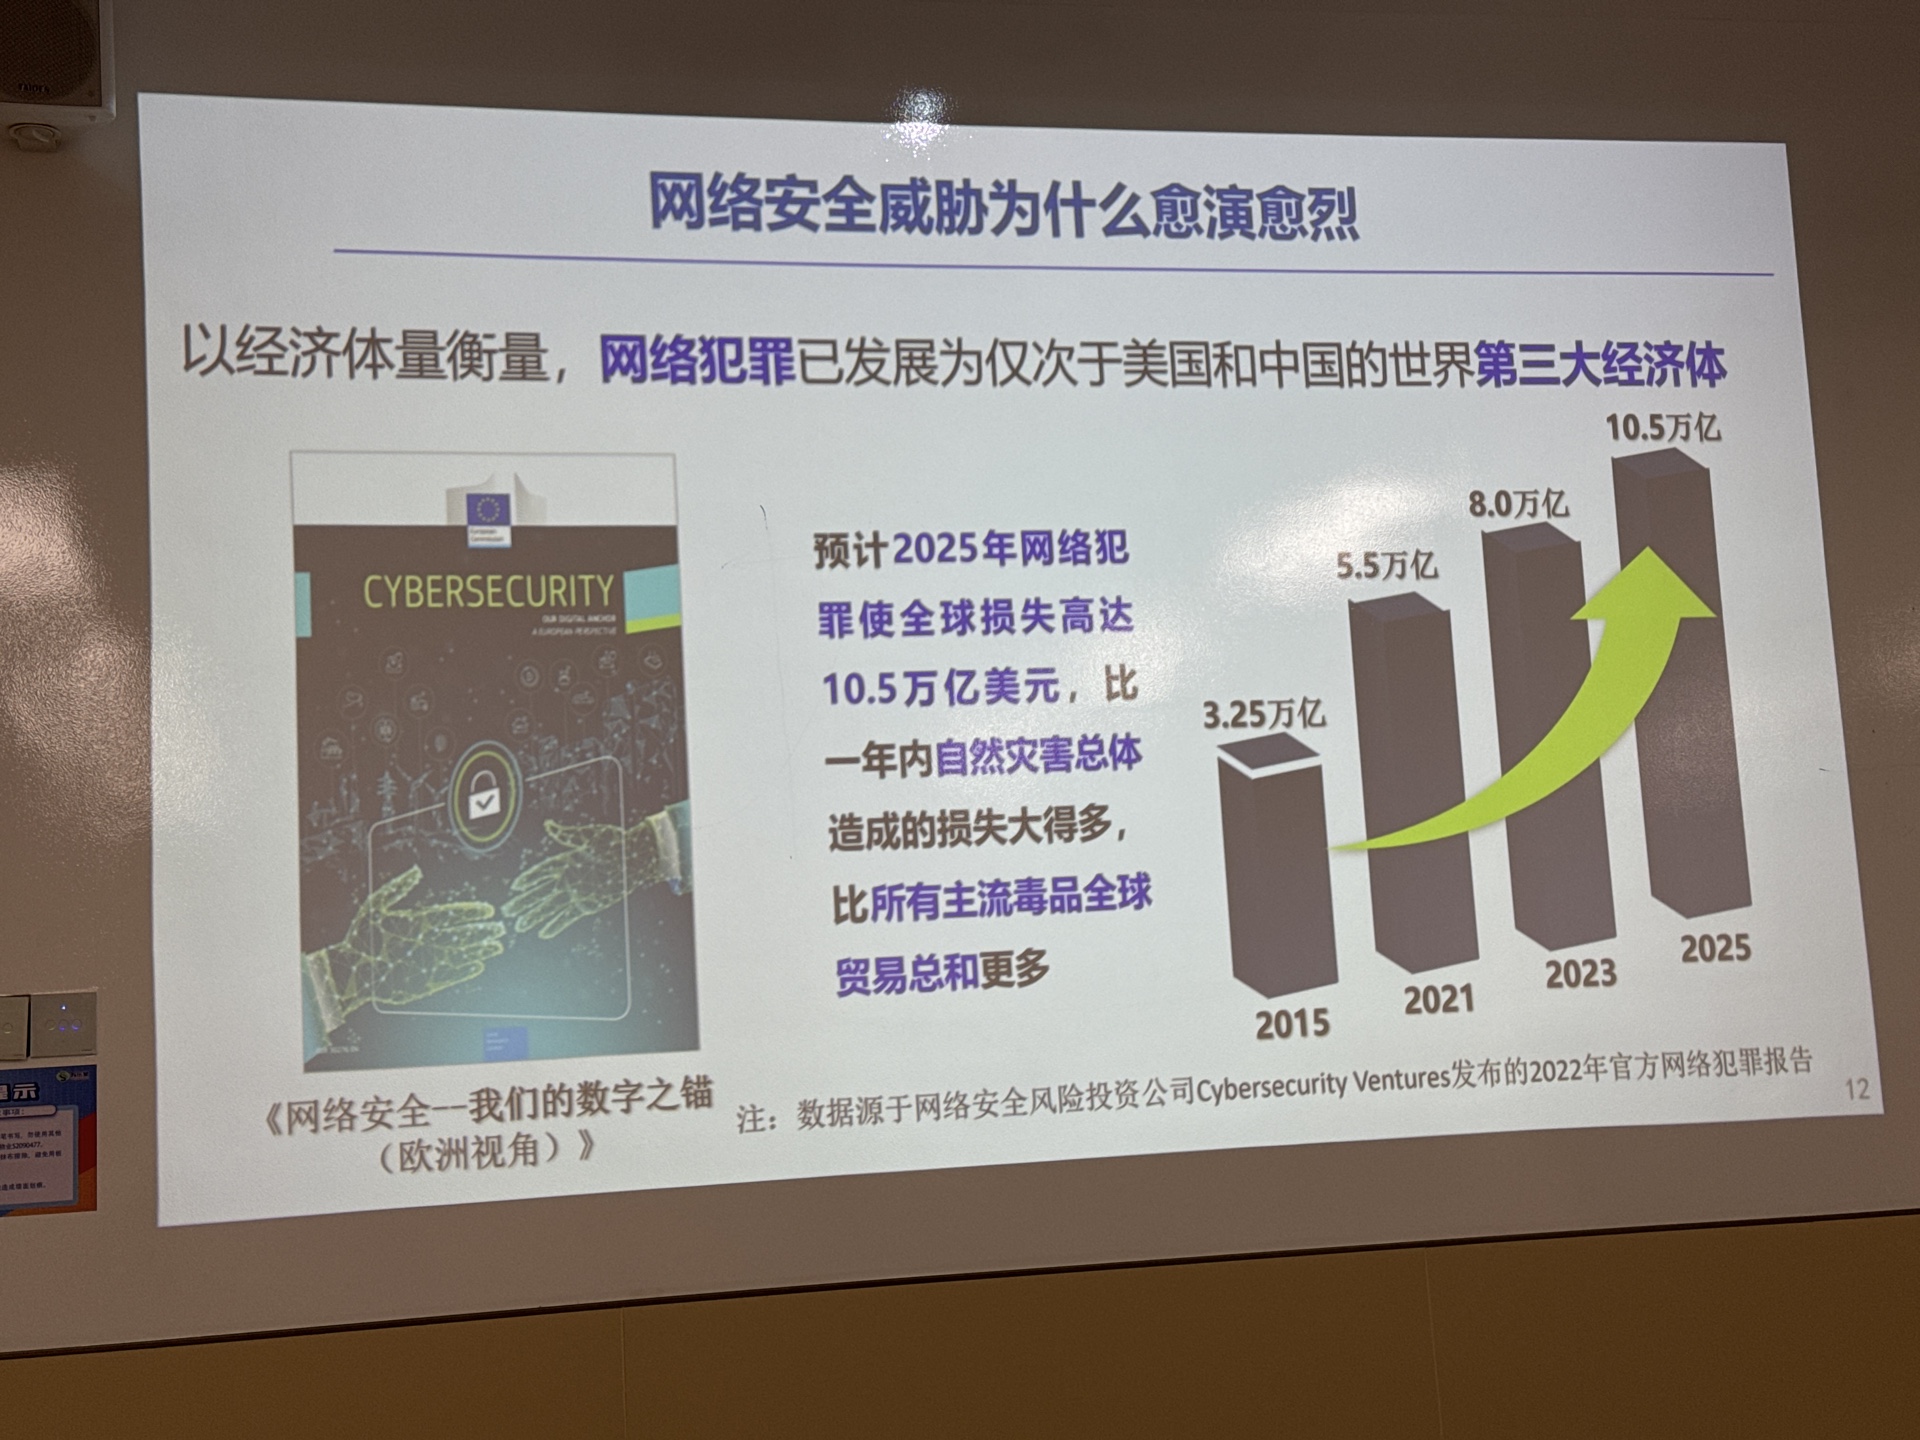 网络安全威胁为什么愈演愈烈
以经济体量衡量，网络犯罪已发展为仅次于美国和中国的世界第三大经济体
European
Commission
CYBERSECURITY
OUR DIGITAL ANCHOR
A EUROPEAN PERSPECTIVE
《网络安全—我们的数字之锚
（欧洲视角）》
预计2025年网络犯
罪使全球损失高达
10.5万亿美元，比
一年内自然灾害总体
造成的损失大得多，
比所有主流毒品全球
贸易总和更多
3.25万亿
5.5万亿
8.0万亿
10.5万亿
2015
2021
2023
2025
注：数据源于网络安全风险投资公司Cybersecurity Ventures发布的2022年官方网络犯罪报告
12